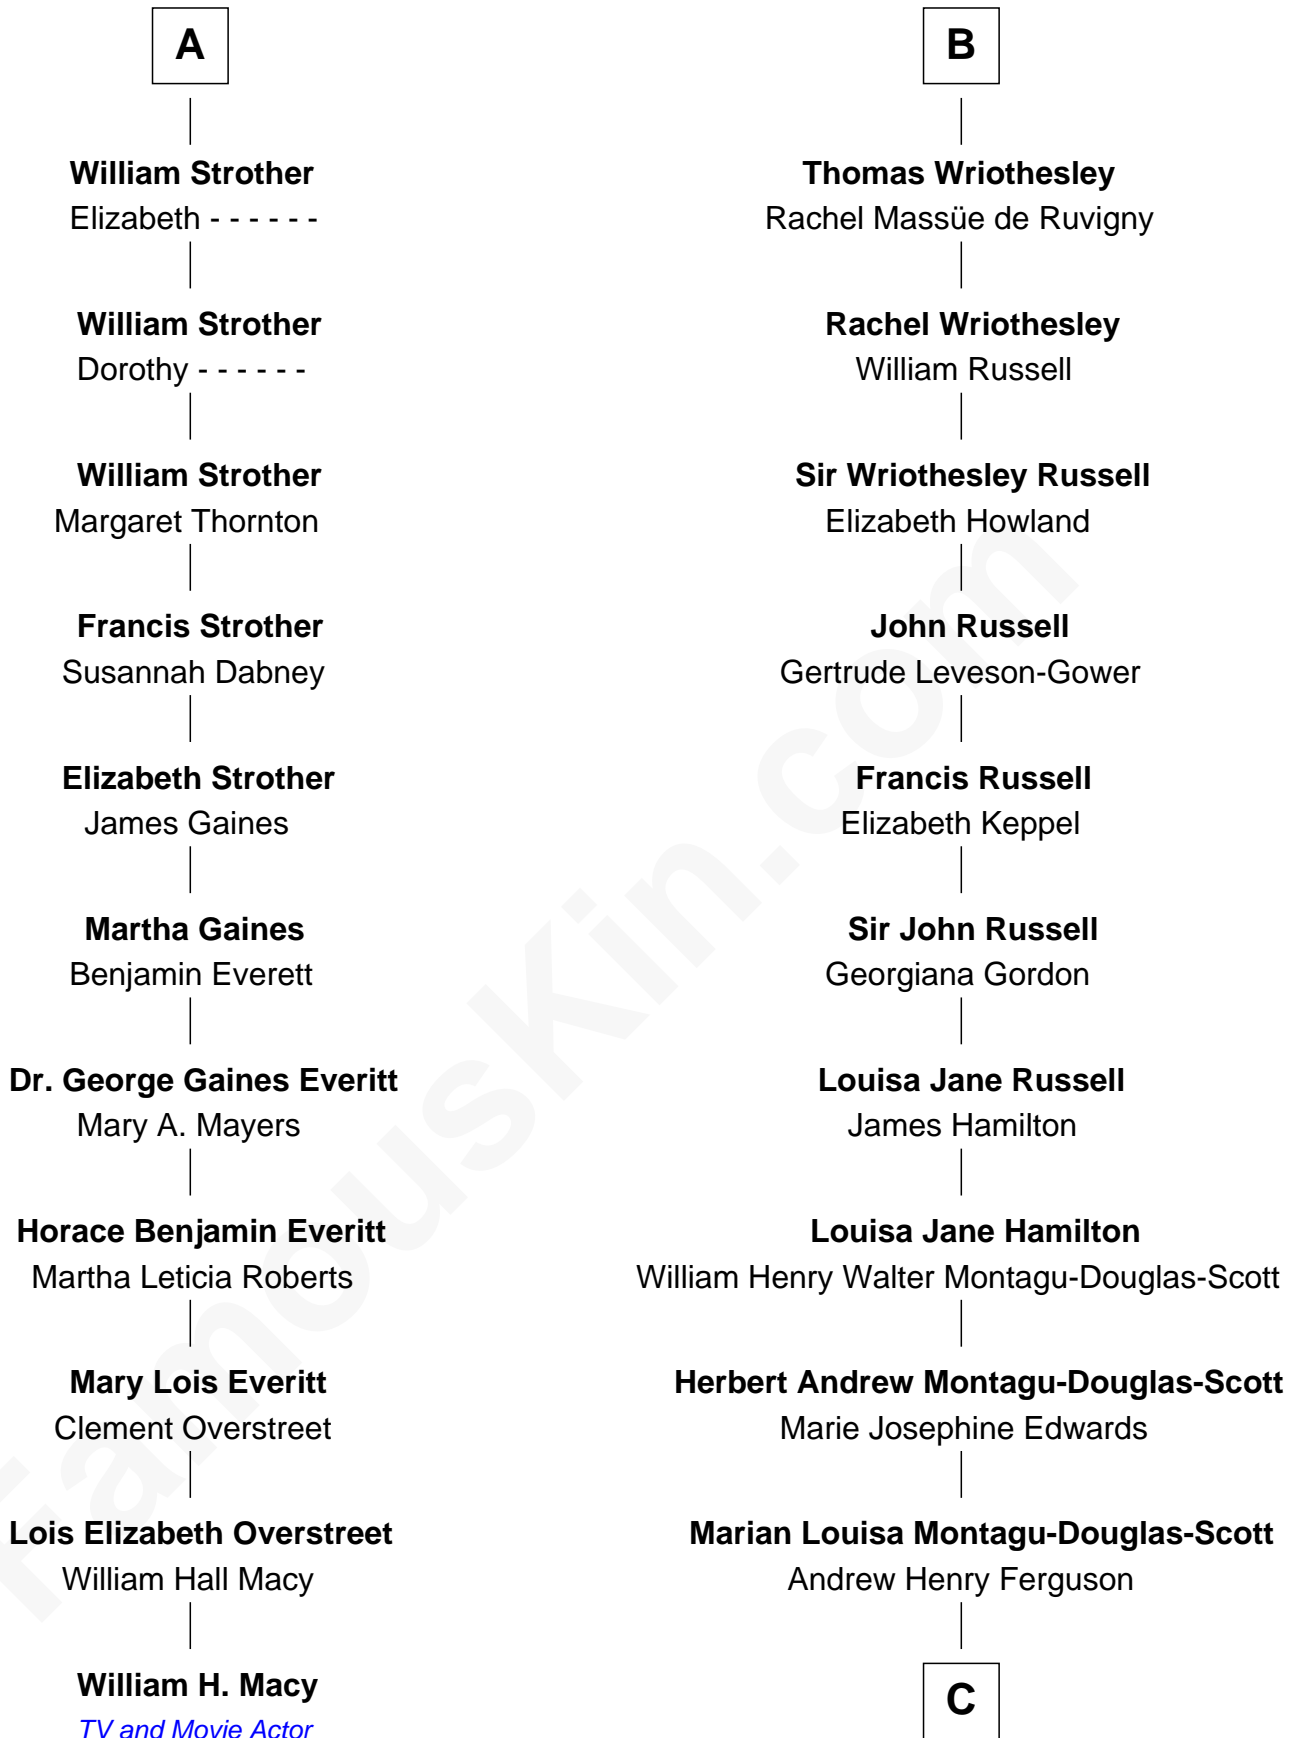 A
William Strother
Elizabeth - - - - - -
William Strother
Dorothy - - - - - -
William Strother
Margaret Thornton
Francis Strother
Susannah Dabney
Elizabeth Strother
James Gaines
Martha Gaines
Benjamin Everett
Dr. George Gaines Everitt
Mary A. Mayers
Horace Benjamin Everitt
Martha Leticia Roberts
Mary Lois Everitt
Clement Overstreet
Lois Elizabeth Overstreet
William Hall Macy
William H. Macy
TV and Movie Actor
B
Thomas Wriothesley
Rachel Massüe de Ruvigny
Rachel Wriothesley
William Russell
Sir Wriothesley Russell
Elizabeth Howland
John Russell
Gertrude Leveson-Gower
Francis Russell
Elizabeth Keppel
Sir John Russell
Georgiana Gordon
Louisa Jane Russell
James Hamilton
Louisa Jane Hamilton
William Henry Walter Montagu-Douglas-Scott
Herbert Andrew Montagu-Douglas-Scott
Marie Josephine Edwards
Marian Louisa Montagu-Douglas-Scott
Andrew Henry Ferguson
C
FamousKin.com